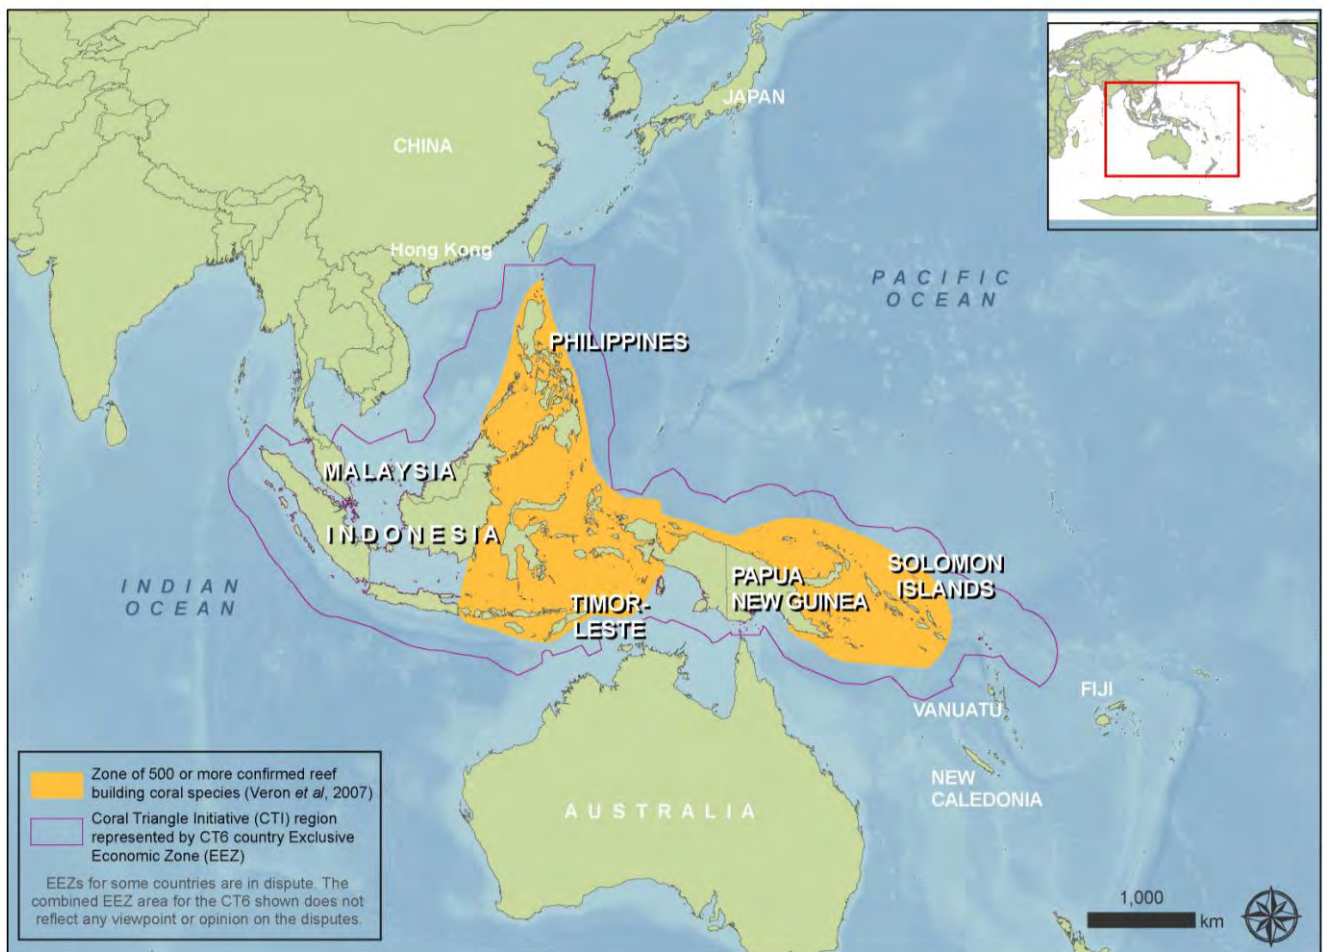 JAPAN
CHINA
Hong Kong
PACIFIC
OCEAN
PHILIPPINES
MALAYSIA
INDONESIA
INDIAN
OCEAN
TIMOR-
LESTE
PAPUA
NEW GUINEA
SOLOMON
ISLANDS
VANUATU
FIJI
NEW
CALEDONIA
AUSTRALIA
Zone of 500 or more confirmed reef
building coral species (Veron et al, 2007)
Coral Triangle Initiative (CTI) region
represented by CT6 country Exclusive
Economic Zone (EEZ)
EEZs for some countries are in dispute. The
combined EEZ area for the CT6 shown does not
reflect any viewpoint or opinion on the disputes.
1,000
km